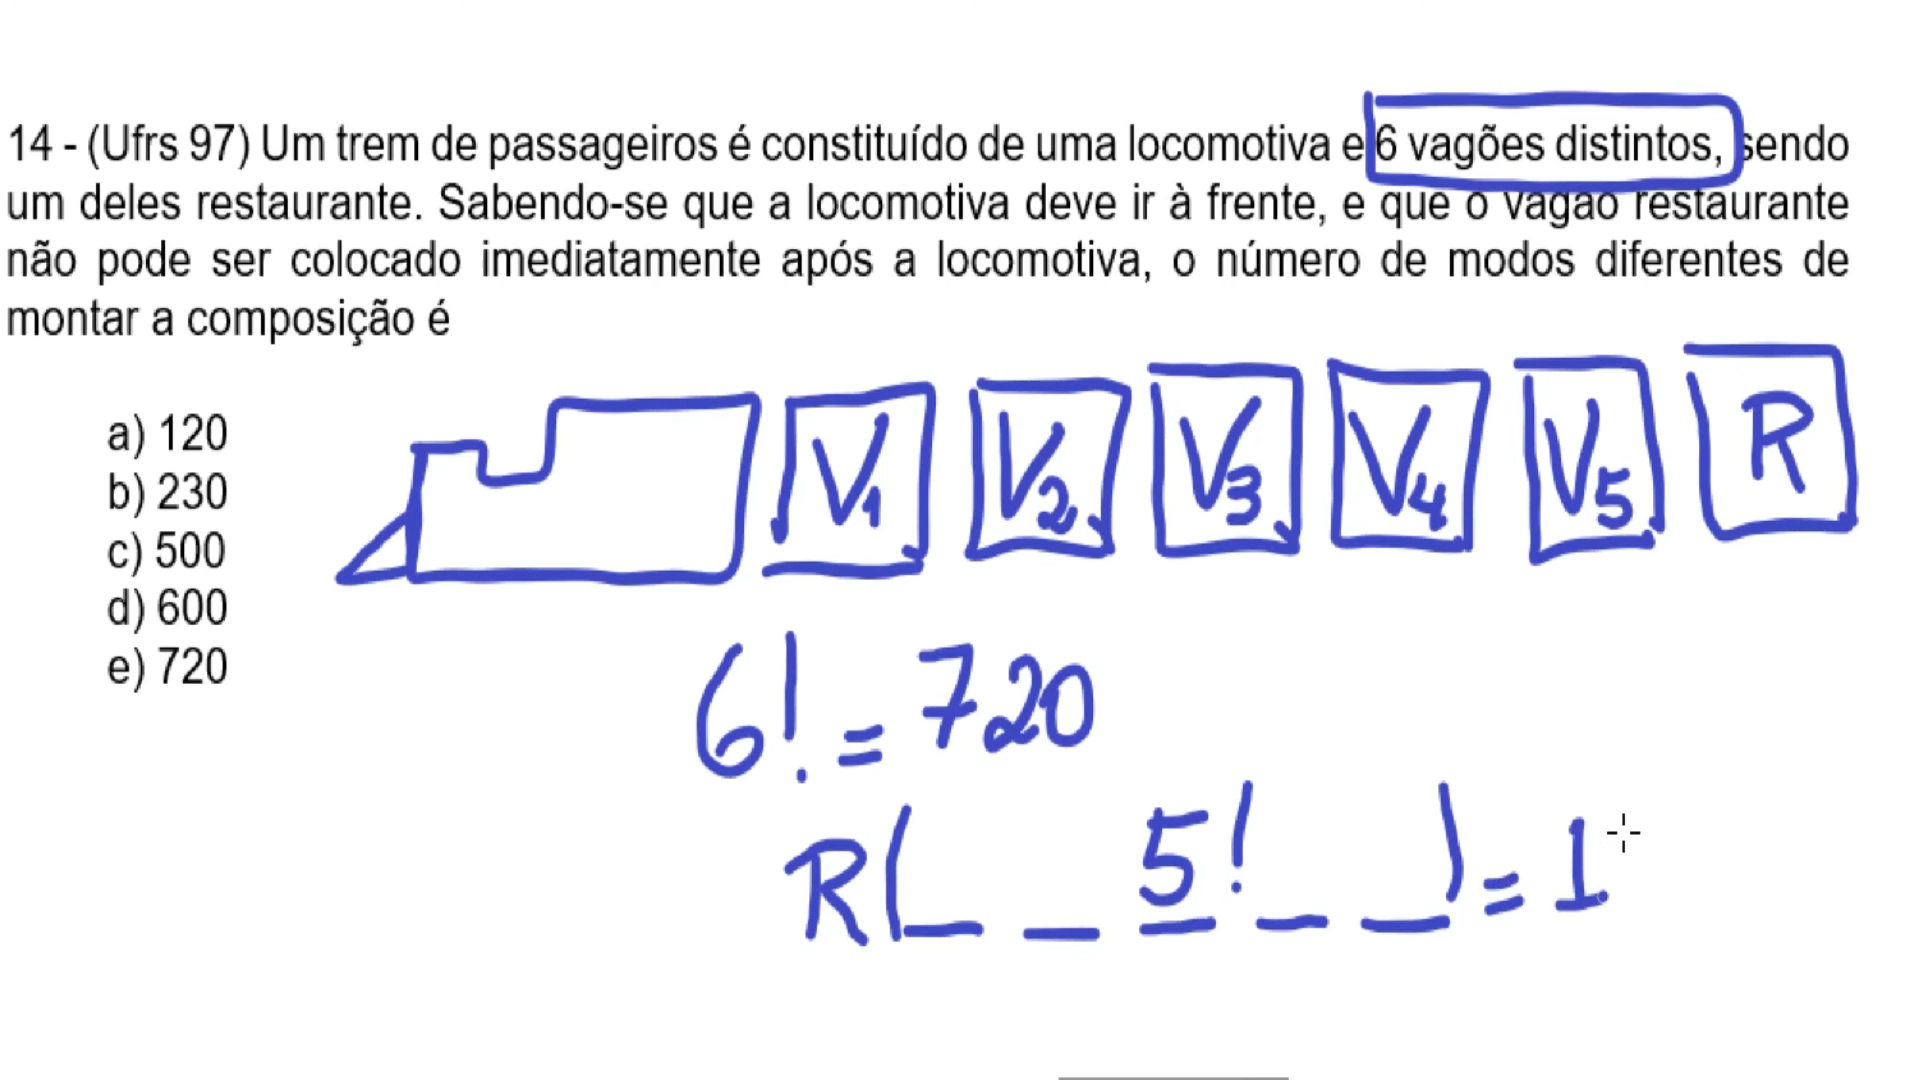 14 - (Ufrs 97) Um trem de passageiros é constituído de uma locomotiva e 6 vagões distintos, sendo
um deles restaurante. Sabendo-se que a locomotiva deve ir à frente, e que o vagão restaurante
não pode ser colocado imediatamente após a locomotiva, o número de modos diferentes de
montar a composição é
a) 120
b) 230
c) 500
d) 600
e) 720
V1 V2 V3 V4 V5 R
6! = 720
R(_ _ 5! _ _) = 1